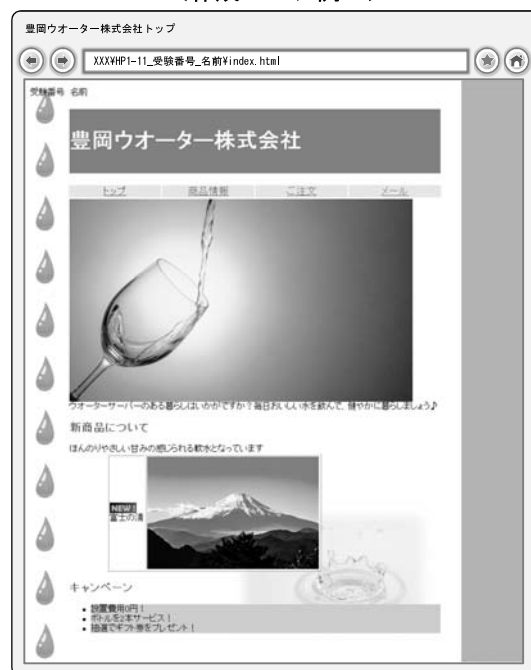 豊岡ウオーター株式会社トップ
XXX¥HP1-11_受験番号_名前¥index.html
受験番号 名前
豊岡ウオーター株式会社
トップ 商品情報 ご注文 メール
ウオーターサーバーのある暮らしはいかがですか?毎日おいしい水を飲んで、健やかに暮らしましょう♪
新商品について
ほんのりやさしい甘みの感じられる軟水となっています
NEW!
富士の清
キャンペーン
• 設置費用0円!
• ボトルを2本サービス!
• 抽選でギフト券をプレゼント!